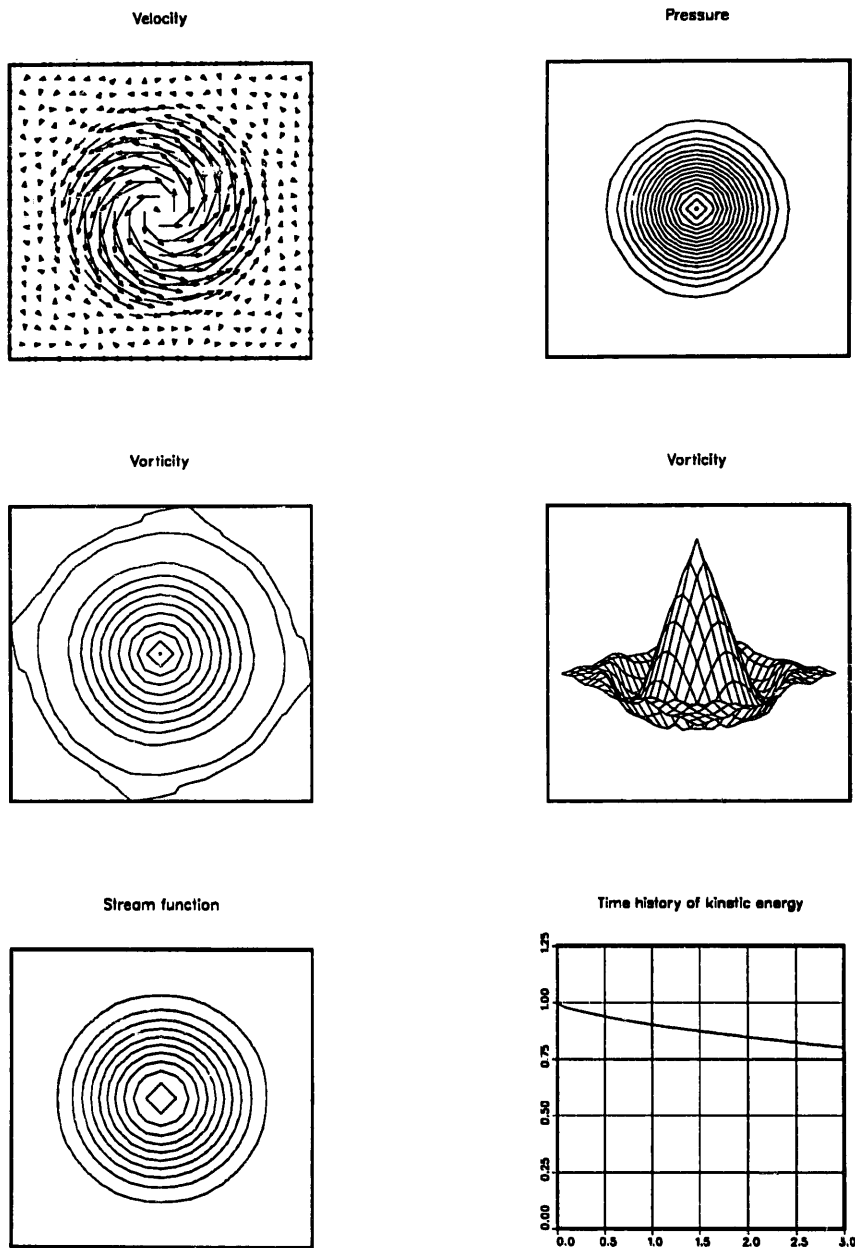 Velocity
Pressure
Vorticity
Vorticity
Stream function
Time history of kinetic energy
1.25
1.00
0.75
0.50
0.25
0.00
0.0 0.5 1.0 1.5 2.0 2.5 3.0